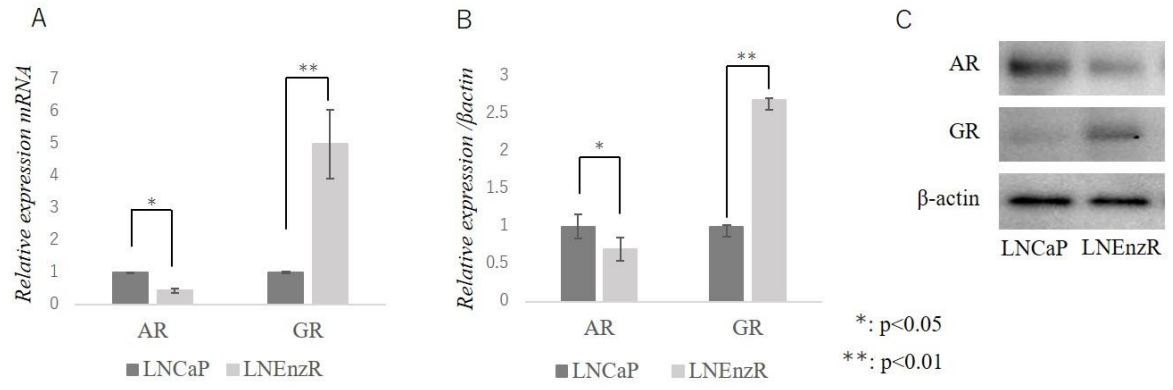 A
Relative expression mRNA
7
6
5
4
3
2
1
0
*
**
AR
GR
LNCaP
LNEnzR
B
Relative expression /βactin
3
2.5
2
1.5
1
0.5
0
*
**
AR
GR
LNCaP
LNEnzR
C
AR
GR
β-actin
LNCaP LNEnzR
*: p<0.05
**: p<0.01